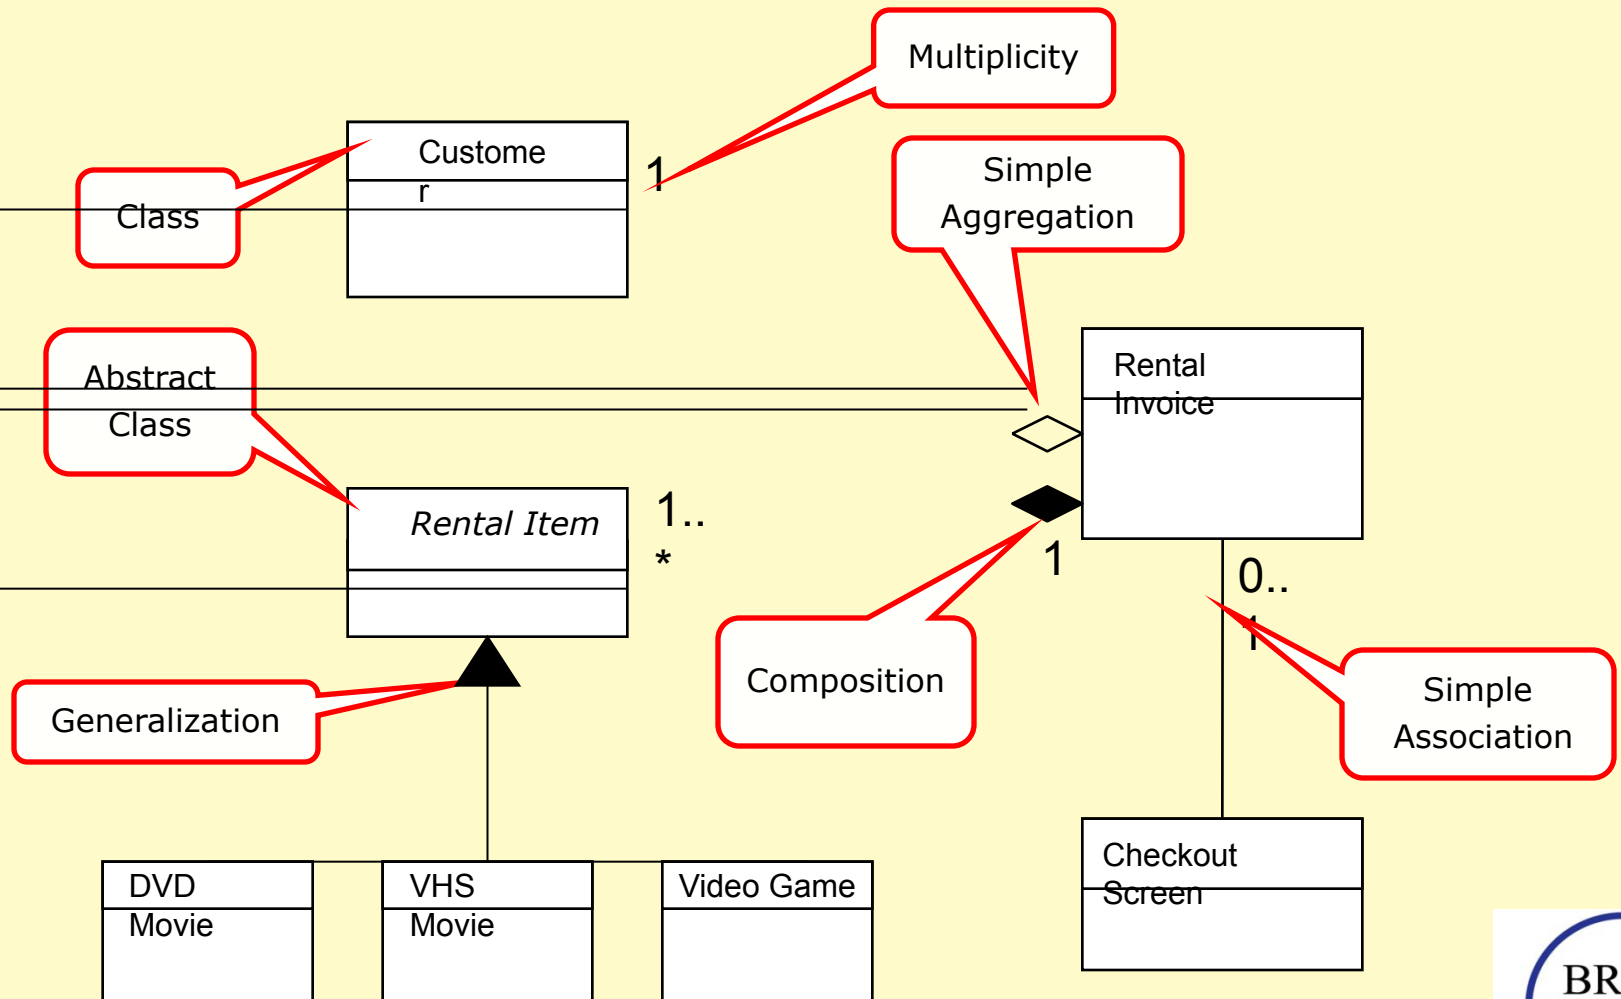 Multiplicity
Custome
r
1
Class
Simple
Aggregation
Abstract
Class
Rental
Invoice
Rental Item
1..
*
1
0..
1
Composition
Generalization
Simple
Association
DVD
Movie
VHS
Movie
Video Game
Checkout
Screen
BR